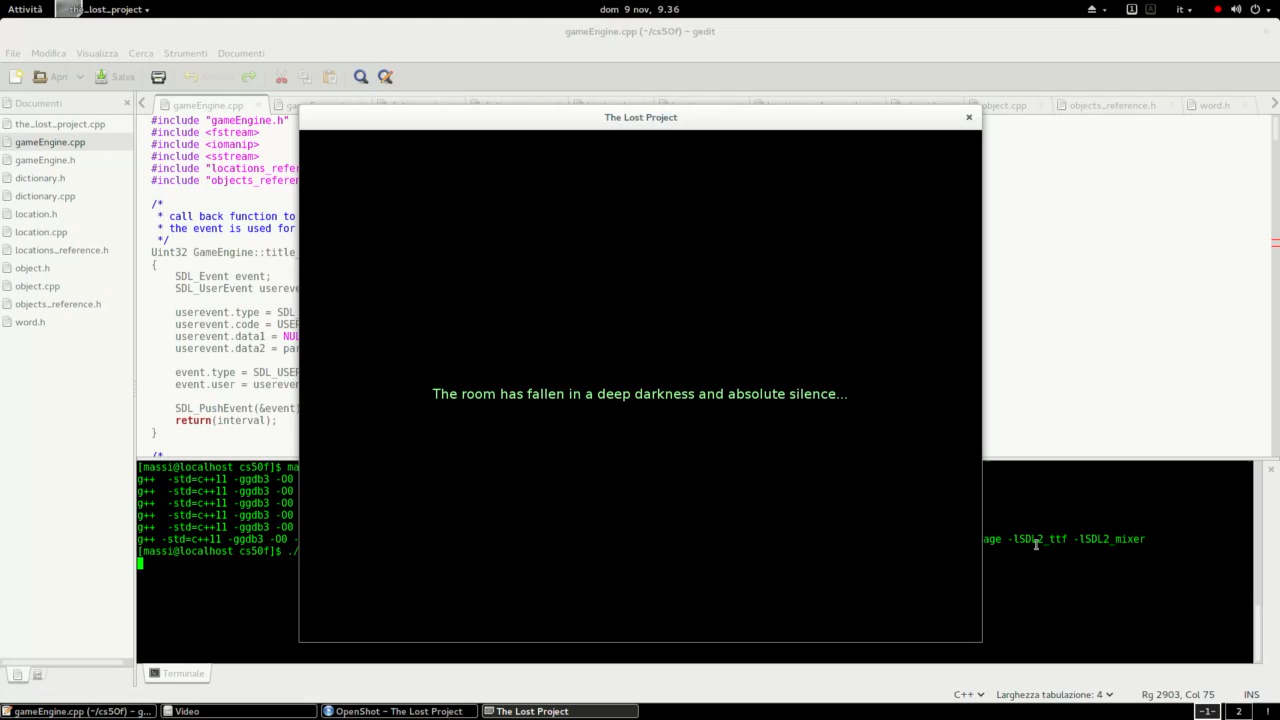 Attività
the_lost_project
dom 9 nov, 9.36
1
A
it
gameEngine.cpp (~/cs50f) – gedit
File Modifica Visualizza Cerca Strumenti Documenti
Apri
Salva
Annulla
Documenti
gameEngine.cpp
object.cpp
objects_reference.h
word.h
the_lost_project.cpp
gameEngine.cpp
gameEngine.h
dictionary.h
dictionary.cpp
location.h
location.cpp
locations_reference.h
object.h
object.cpp
objects_reference.h
word.h
#include "gameEngine.h"
#include <fstream>
#include <iomanip>
#include <sstream>
#include "locations_refer
#include "objects_referen
/*
* call back function to
* the event is used for
*/
Uint32 GameEngine::title_
{
SDL_Event event;
SDL_UserEvent usereve
userevent.type = SDL_
userevent.code = USER
userevent.data1 = NUL
userevent.data2 = par
event.type = SDL_USER
event.user = usereven
SDL_PushEvent(&event)
return(interval);
}
/*
The Lost Project
The room has fallen in a deep darkness and absolute silence...
[massi@localhost cs50f]$ ma
g++ -std=c++11 -ggdb3 -O0
g++ -std=c++11 -ggdb3 -O0
g++ -std=c++11 -ggdb3 -O0
g++ -std=c++11 -ggdb3 -O0
g++ -std=c++11 -ggdb3 -O0
g++ -std=c++11 -ggdb3 -O0 - age -lSDL2_ttf -lSDL2_mixer
[massi@localhost cs50f]$ ./
Terminale
C++ Larghezza tabulazione: 4 Rg 2903, Col 75 INS
gameEngine.cpp (~/cs50f) – g...
Video
OpenShot – The Lost Project
The Lost Project
-1-
2
!